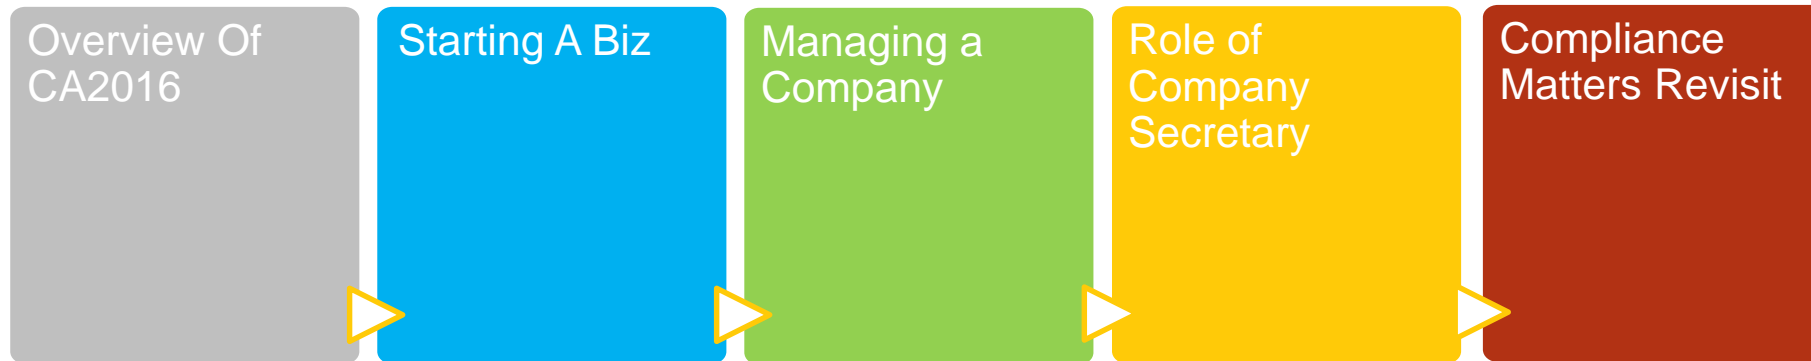 Overview Of
CA2016
Starting A Biz
Managing a
Company
Role of
Company
Secretary
Compliance
Matters Revisit